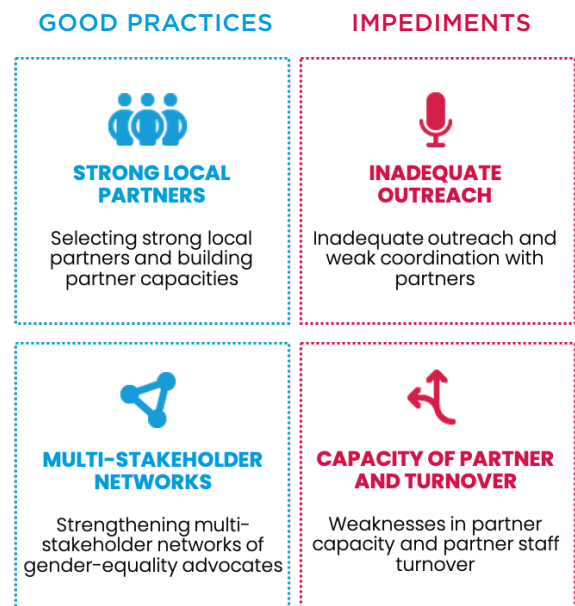 GOOD PRACTICES
IMPEDIMENTS
STRONG LOCAL
PARTNERS
Selecting strong local
partners and building
partner capacities
INADEQUATE
OUTREACH
Inadequate outreach and
weak coordination with
partners
MULTI-STAKEHOLDER
NETWORKS
Strengthening multi-
stakeholder networks of
gender-equality advocates
CAPACITY OF PARTNER
AND TURNOVER
Weaknesses in partner
capacity and partner staff
turnover